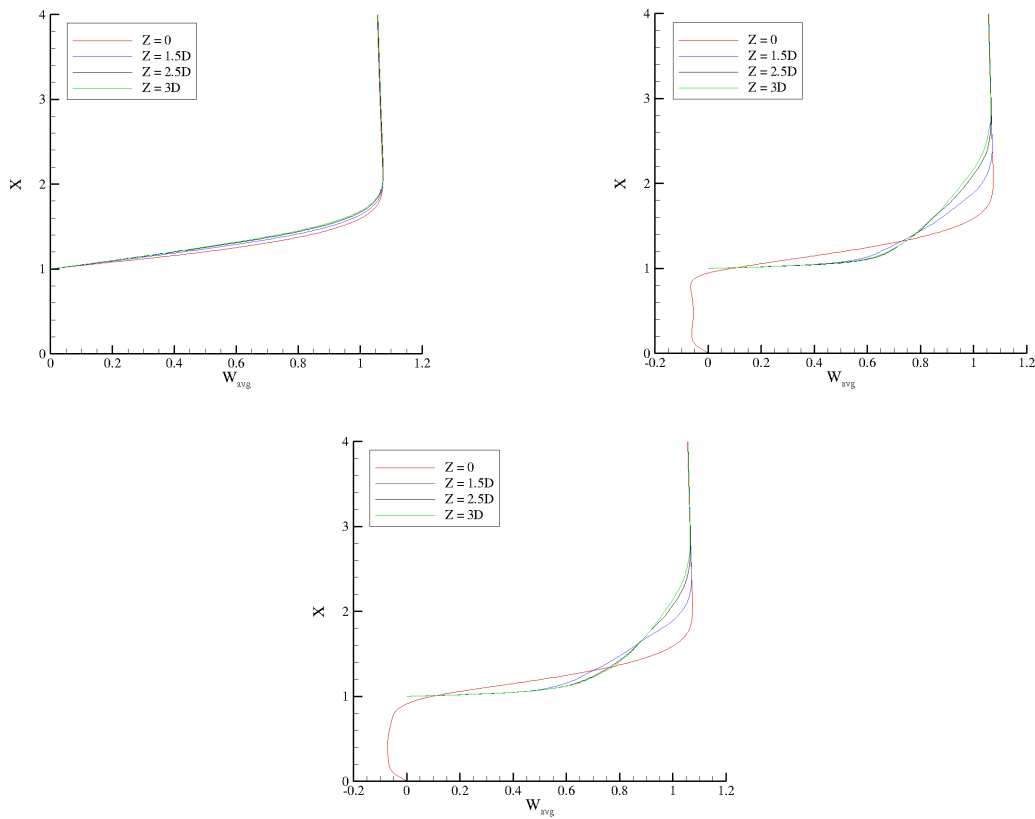 4
3
2
1
0
X
Z = 0
Z = 1.5D
Z = 2.5D
Z = 3D
0 0.2 0.4 0.6 0.8 1 1.2
Wavg
4
3
2
1
0
X
Z = 0
Z = 1.5D
Z = 2.5D
Z = 3D
-0.2 0 0.2 0.4 0.6 0.8 1 1.2
Wavg
4
3
2
1
0
X
Z = 0
Z = 1.5D
Z = 2.5D
Z = 3D
-0.2 0 0.2 0.4 0.6 0.8 1 1.2
Wavg